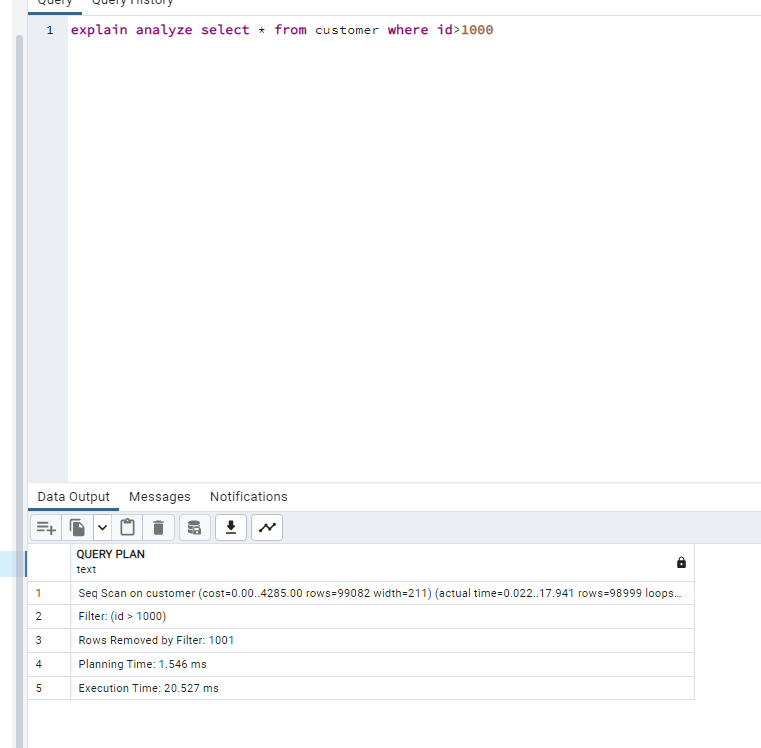 Query Query History
1 explain analyze select * from customer where id>1000
Data Output Messages Notifications
QUERY PLAN
text
1 Seq Scan on customer (cost=0.00..4285.00 rows=99082 width=211) (actual time=0.022..17.941 rows=98999 loops…
2 Filter: (id > 1000)
3 Rows Removed by Filter: 1001
4 Planning Time: 1.546 ms
5 Execution Time: 20.527 ms